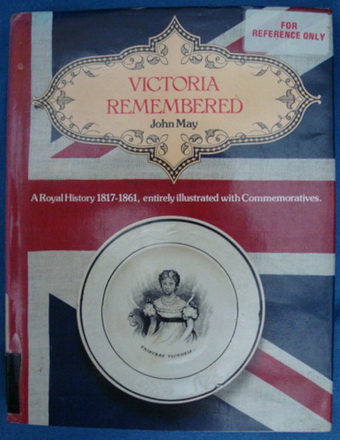 FOR
REFERENCE ONLY
VICTORIA
REMEMBERED
John May
A Royal History 1817-1861, entirely illustrated with Commemoratives.
PRINCESS VICTORIA.